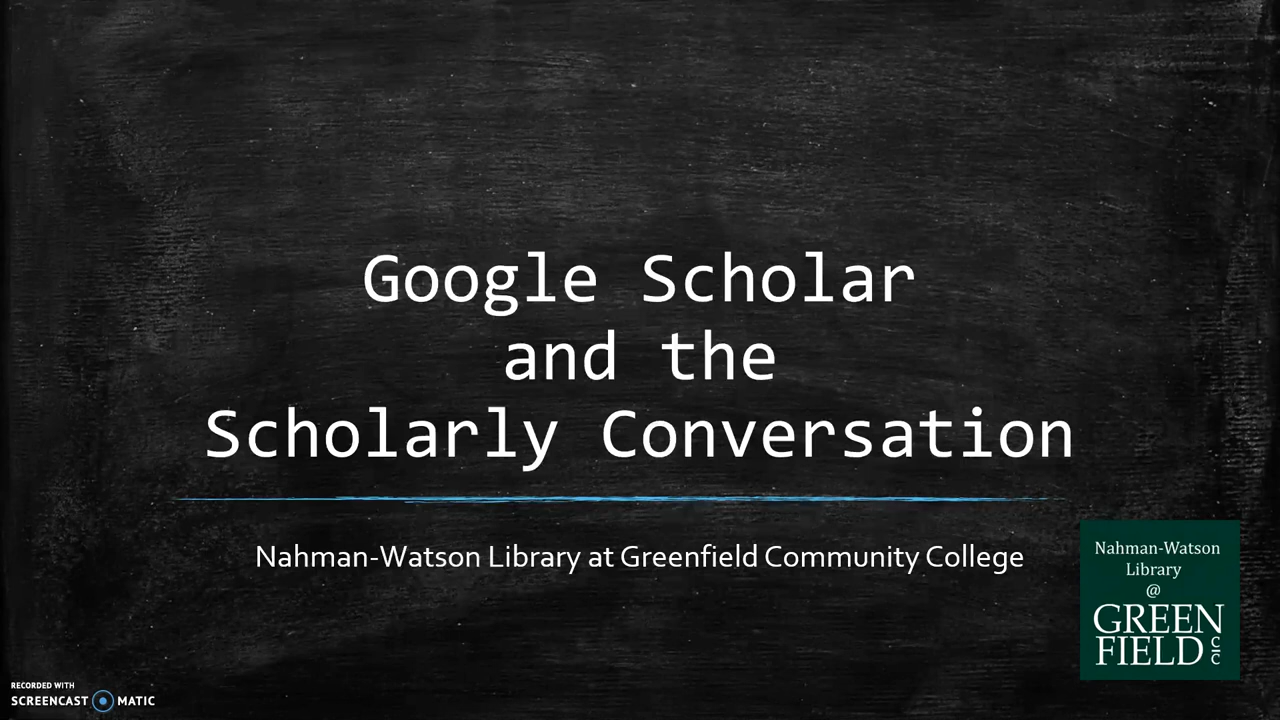 Google Scholar
and the
Scholarly Conversation
Nahman-Watson Library at Greenfield Community College
Nahman-Watson
Library
@
GREEN
FIELD
C
C
RECORDED WITH
SCREENCAST MATIC